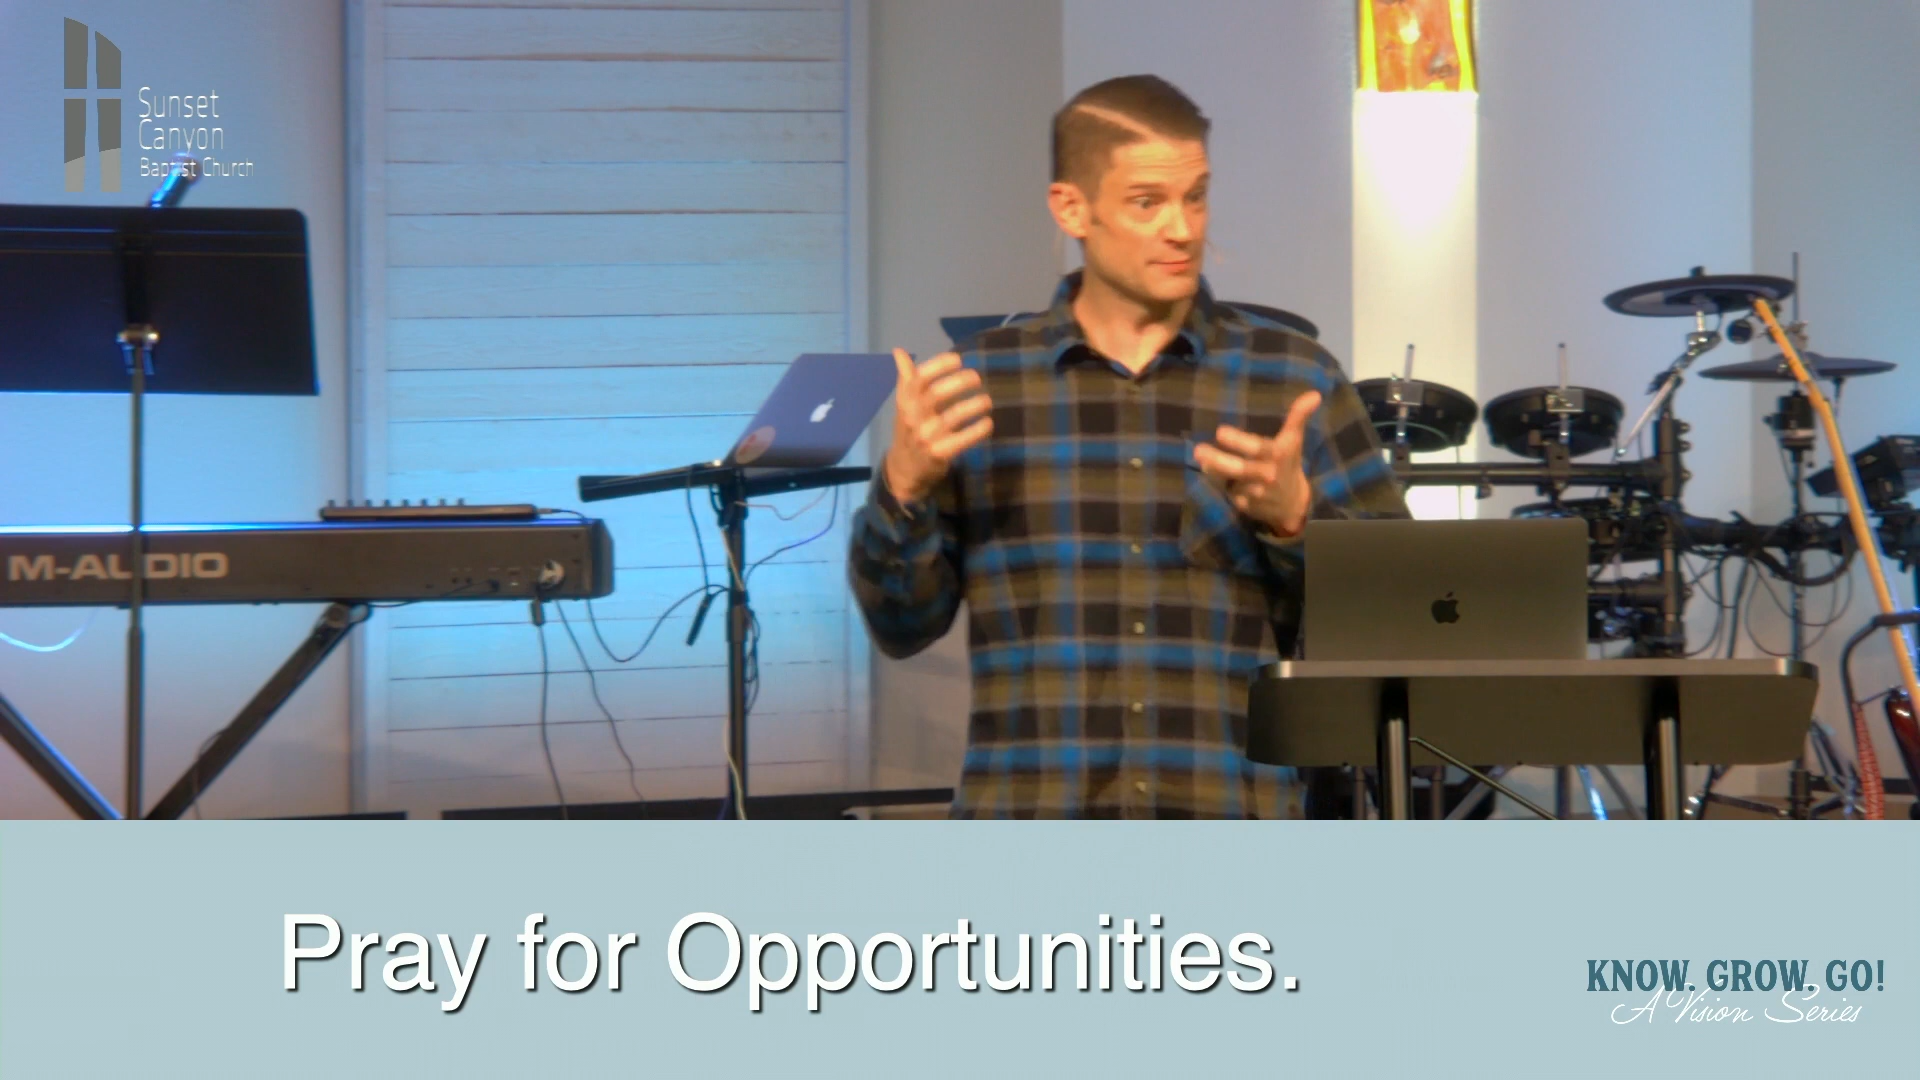 Sunset
Canyon
Baptist Church
M-AUDIO
Pray for Opportunities.
KNOW. GROW. GO!
A Vision Series